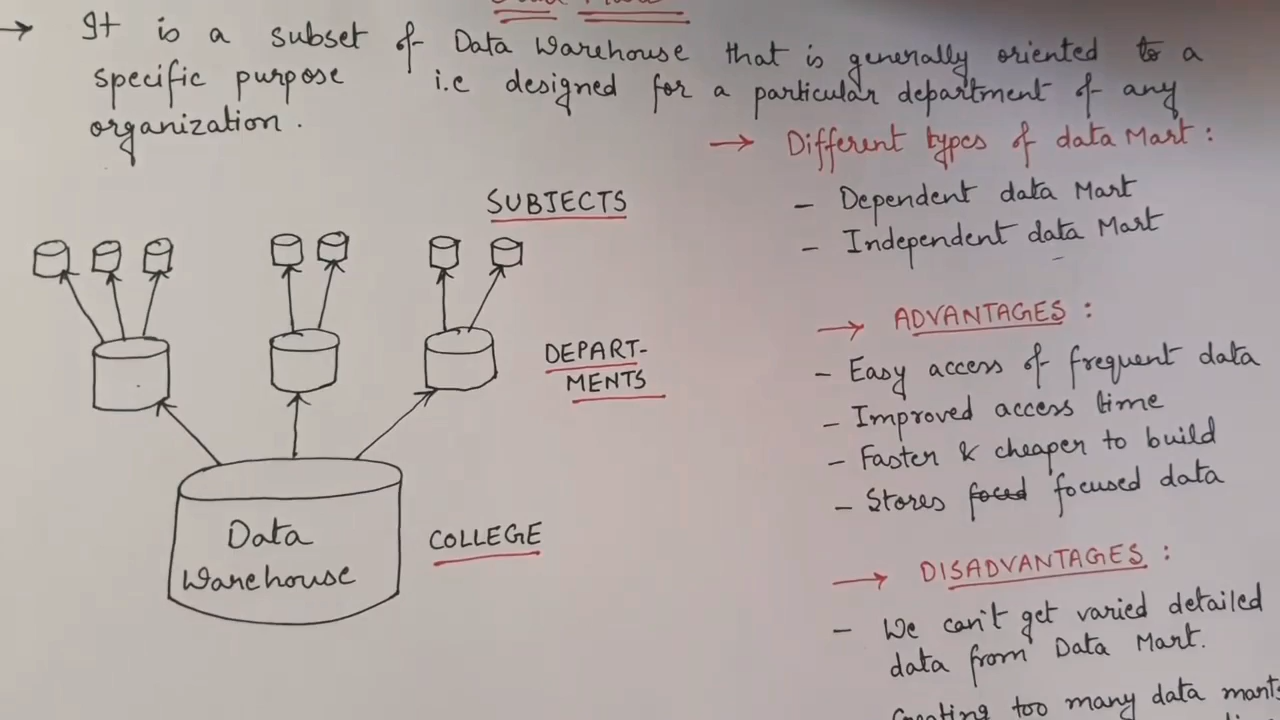 → It is a subset of Data Warehouse that is generally oriented to a
specific purpose i.e designed for a particular department of any
organization.
→ Different types of data Mart :
- Dependent data Mart
- Independent data Mart
SUBJECTS
DEPART-
MENTS
Data
Warehouse
COLLEGE
→ ADVANTAGES :
- Easy access of frequent data
- Improved access time
- Faster & cheaper to build
- Stores focused data
→ DISADVANTAGES :
- We can't get varied detailed
data from Data Mart.
too many data marts